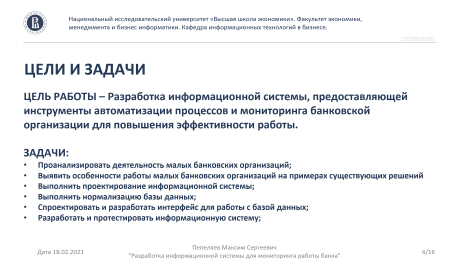 Национальный исследовательский университет «Высшая школа экономики». Факультет экономики,
менеджмента и бизнес информатики. Кафедра информационных технологий в бизнесе.
ЦЕЛИ И ЗАДАЧИ
ЦЕЛЬ РАБОТЫ – Разработка информационной системы, предоставляющей
инструменты автоматизации процессов и мониторинга банковской
организации для повышения эффективности работы.
ЗАДАЧИ:
• Проанализировать деятельность малых банковских организаций;
• Выявить особенности работы малых банковских организаций на примерах существующих решений
• Выполнить проектирование информационной системы;
• Выполнить нормализацию базы данных;
• Спроектировать и разработать интерфейс для работы с базой данных;
• Разработать и протестировать информационную систему;
Дата 18.02.2021
Пепеляев Максим Сергеевич
"Разработка информационной системы для мониторинга работы банка"
4/16